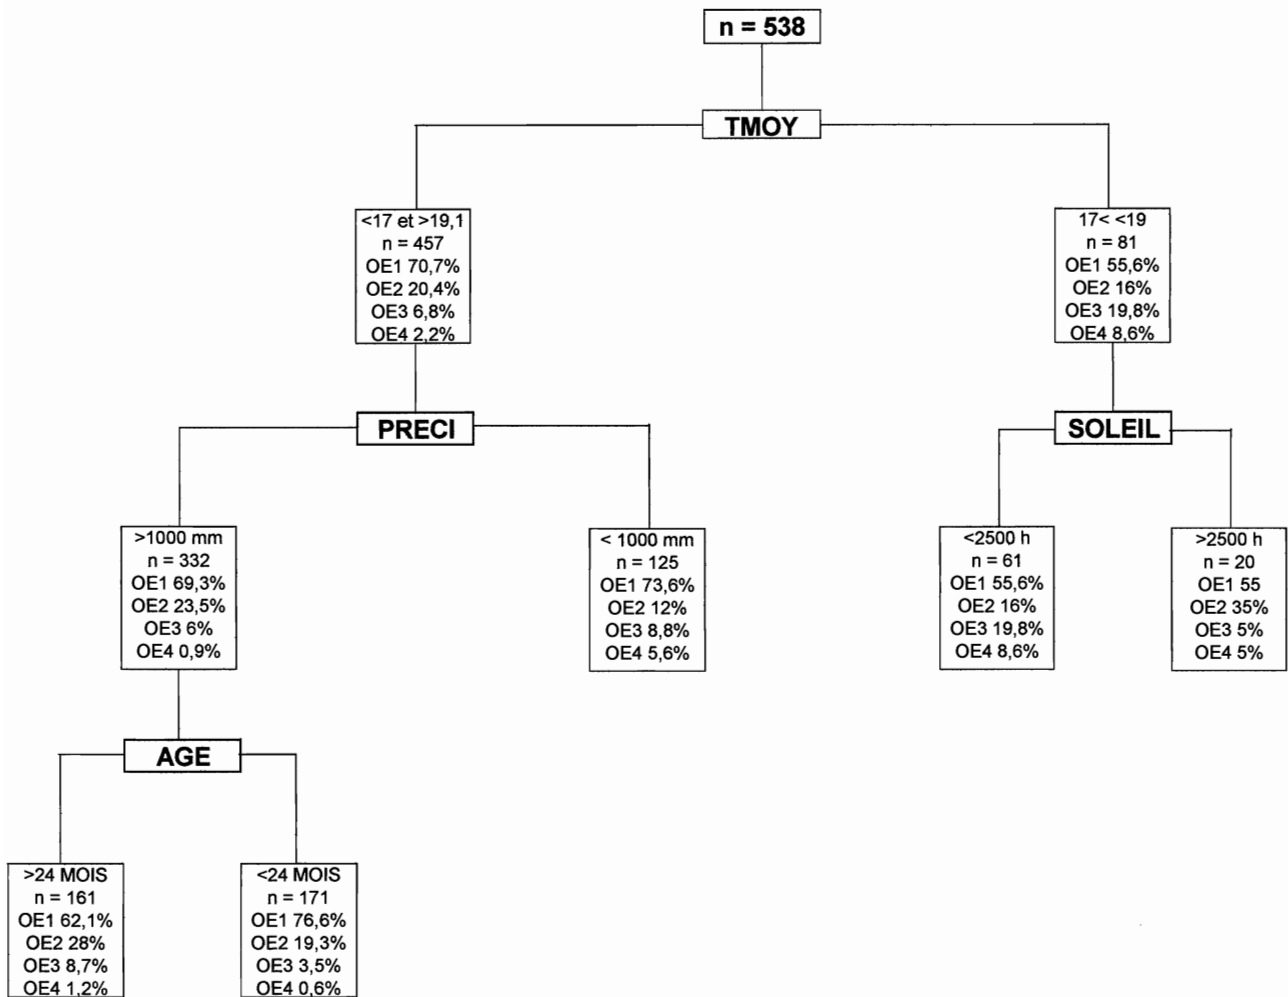 n = 538
TMOY
<17 et >19,1
n = 457
OE1 70,7%
OE2 20,4%
OE3 6,8%
OE4 2,2%
17< <19
n = 81
OE1 55,6%
OE2 16%
OE3 19,8%
OE4 8,6%
PRECI
SOLEIL
>1000 mm
n = 332
OE1 69,3%
OE2 23,5%
OE3 6%
OE4 0,9%
< 1000 mm
n = 125
OE1 73,6%
OE2 12%
OE3 8,8%
OE4 5,6%
<2500 h
n = 61
OE1 55,6%
OE2 16%
OE3 19,8%
OE4 8,6%
>2500 h
n = 20
OE1 55
OE2 35%
OE3 5%
OE4 5%
AGE
>24 MOIS
n = 161
OE1 62,1%
OE2 28%
OE3 8,7%
OE4 1,2%
<24 MOIS
n = 171
OE1 76,6%
OE2 19,3%
OE3 3,5%
OE4 0,6%